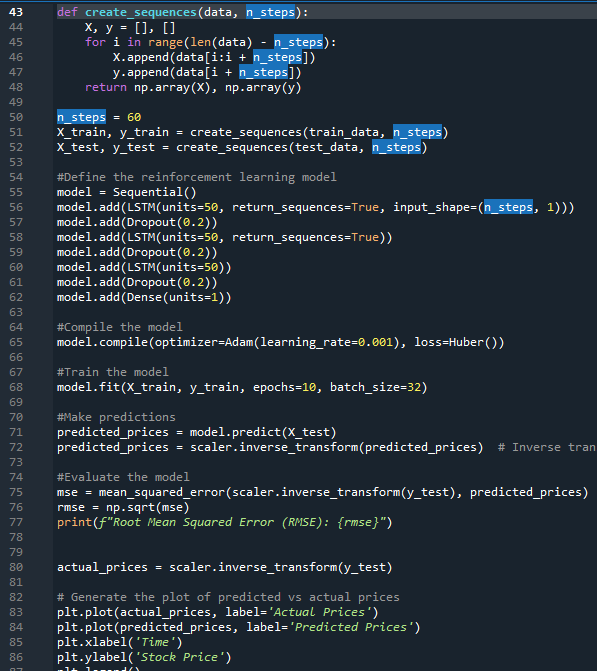 43 def create_sequences(data, n_steps):
44 X, y = [], []
45 for i in range(len(data) - n_steps):
46 X.append(data[i:i + n_steps])
47 y.append(data[i + n_steps])
48 return np.array(X), np.array(y)
49
50 n_steps = 60
51 X_train, y_train = create_sequences(train_data, n_steps)
52 X_test, y_test = create_sequences(test_data, n_steps)
53
54 #Define the reinforcement learning model
55 model = Sequential()
56 model.add(LSTM(units=50, return_sequences=True, input_shape=(n_steps, 1)))
57 model.add(Dropout(0.2))
58 model.add(LSTM(units=50, return_sequences=True))
59 model.add(Dropout(0.2))
60 model.add(LSTM(units=50))
61 model.add(Dropout(0.2))
62 model.add(Dense(units=1))
63
64 #Compile the model
65 model.compile(optimizer=Adam(learning_rate=0.001), loss=Huber())
66
67 #Train the model
68 model.fit(X_train, y_train, epochs=10, batch_size=32)
69
70 #Make predictions
71 predicted_prices = model.predict(X_test)
72 predicted_prices = scaler.inverse_transform(predicted_prices) # Inverse tran
73
74 #Evaluate the model
75 mse = mean_squared_error(scaler.inverse_transform(y_test), predicted_prices)
76 rmse = np.sqrt(mse)
77 print(f"Root Mean Squared Error (RMSE): {rmse}")
78
79
80 actual_prices = scaler.inverse_transform(y_test)
81
82 # Generate the plot of predicted vs actual prices
83 plt.plot(actual_prices, label='Actual Prices')
84 plt.plot(predicted_prices, label='Predicted Prices')
85 plt.xlabel('Time')
86 plt.ylabel('Stock Price')
87 plt.legend()